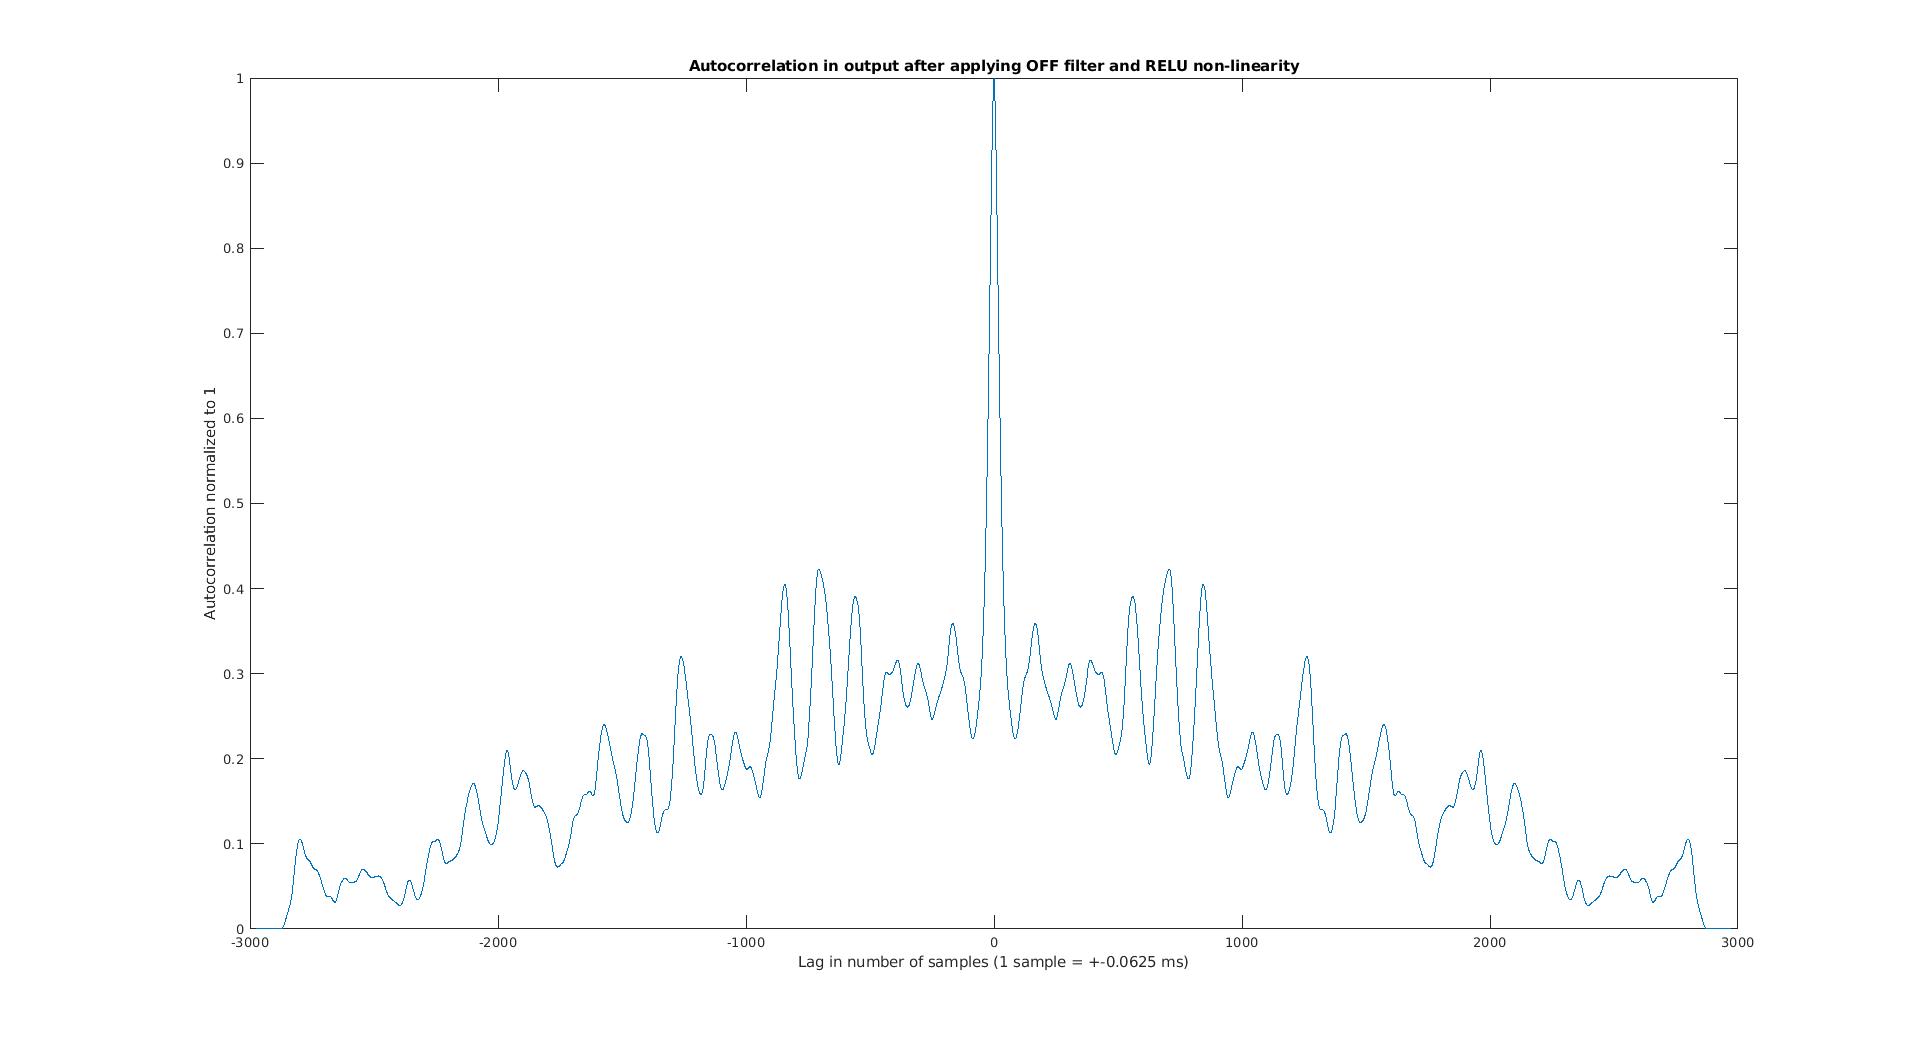 Autocorrelation in output after applying OFF filter and RELU non-linearity
1
0.9
0.8
0.7
0.6
0.5
0.4
0.3
0.2
0.1
0
Autocorrelation normalized to 1
-3000 -2000 -1000 0 1000 2000 3000
Lag in number of samples (1 sample = +-0.0625 ms)